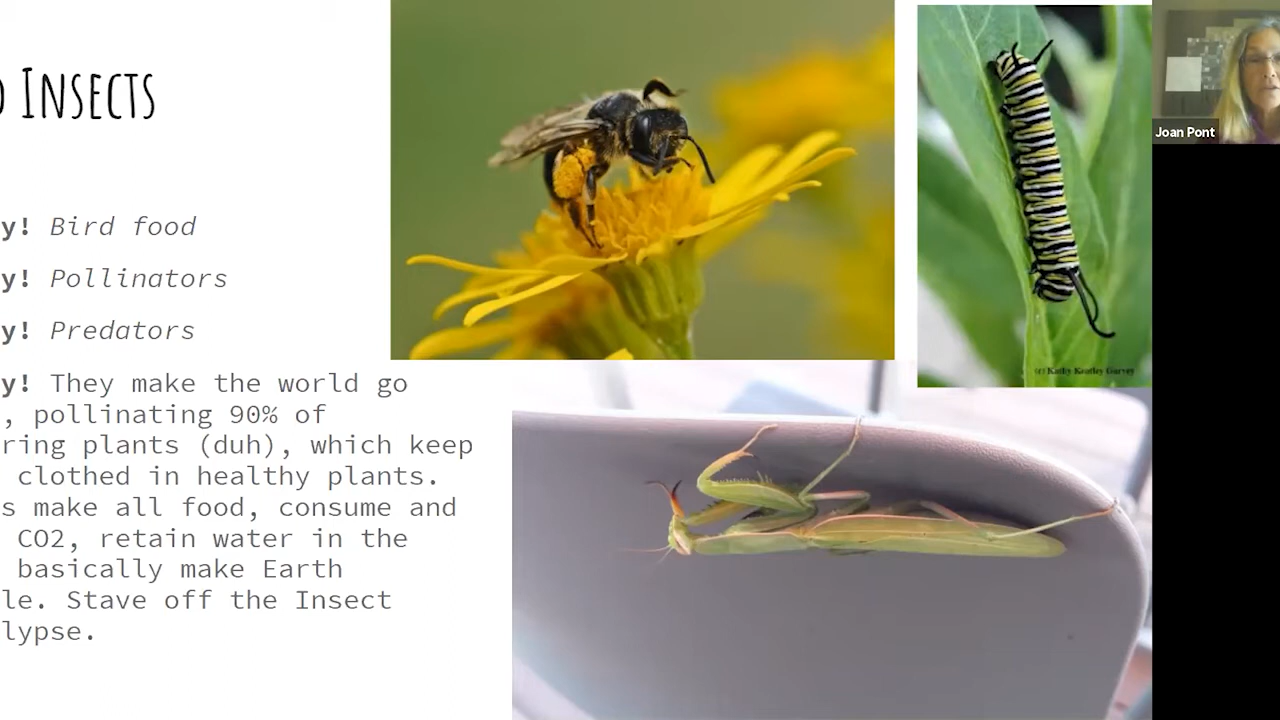 INSECTS
y! Bird food
y! Pollinators
y! Predators
y! They make the world go
, pollinating 90% of
ring plants (duh), which keep
clothed in healthy plants.
s make all food, consume and
CO2, retain water in the
basically make Earth
le. Stave off the Insect
lypse.
(c) Kathy Keatley Garvey
Joan Pont